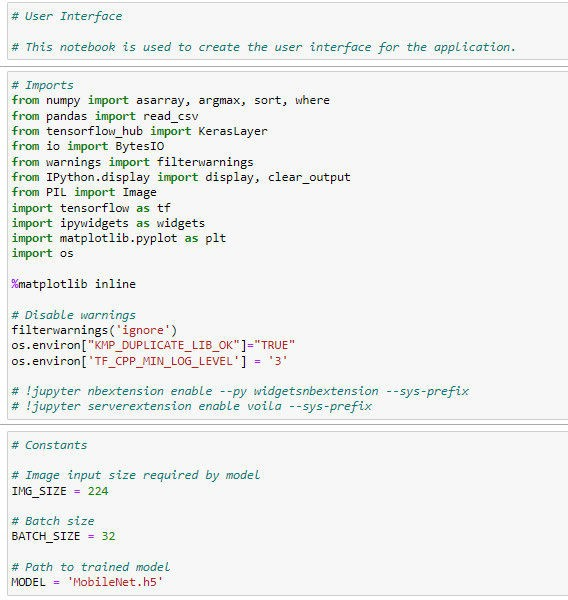 # User Interface
# This notebook is used to create the user interface for the application.
# Imports
from numpy import asarray, argmax, sort, where
from pandas import read_csv
from tensorflow_hub import KerasLayer
from io import BytesIO
from warnings import filterwarnings
from IPython.display import display, clear_output
from PIL import Image
import tensorflow as tf
import ipywidgets as widgets
import matplotlib.pyplot as plt
import os
%matplotlib inline
# Disable warnings
filterwarnings('ignore')
os.environ["KMP_DUPLICATE_LIB_OK"]="TRUE"
os.environ['TF_CPP_MIN_LOG_LEVEL'] = '3'
# !jupyter nbextension enable --py widgetsnbextension --sys-prefix
# !jupyter serverextension enable voila --sys-prefix
# Constants
# Image input size required by model
IMG_SIZE = 224
# Batch size
BATCH_SIZE = 32
# Path to trained model
MODEL = 'MobileNet.h5'